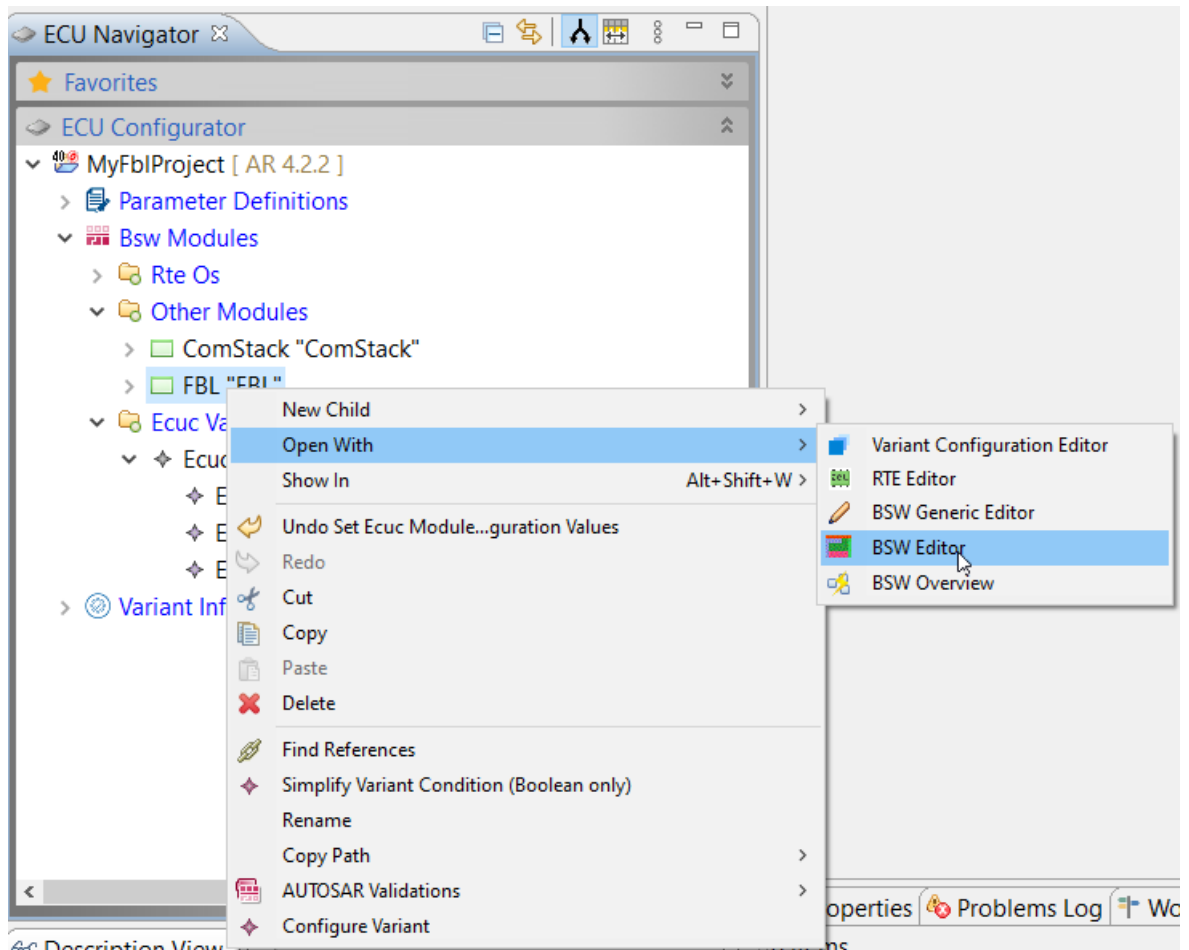 ECU Navigator
Favorites
ECU Configurator
MyFblProject [ AR 4.2.2 ]
Parameter Definitions
Bsw Modules
Rte Os
Other Modules
ComStack "ComStack"
FBL "FBL"
Ecuc Va
Ecuc
E
E
E
Variant Inf
New Child
Open With
Show In Alt+Shift+W
Undo Set Ecuc Module...guration Values
Redo
Cut
Copy
Paste
Delete
Find References
Simplify Variant Condition (Boolean only)
Rename
Copy Path
AUTOSAR Validations
Configure Variant
Variant Configuration Editor
RTE Editor
BSW Generic Editor
BSW Editor
BSW Overview
operties Problems Log Wo
Description View